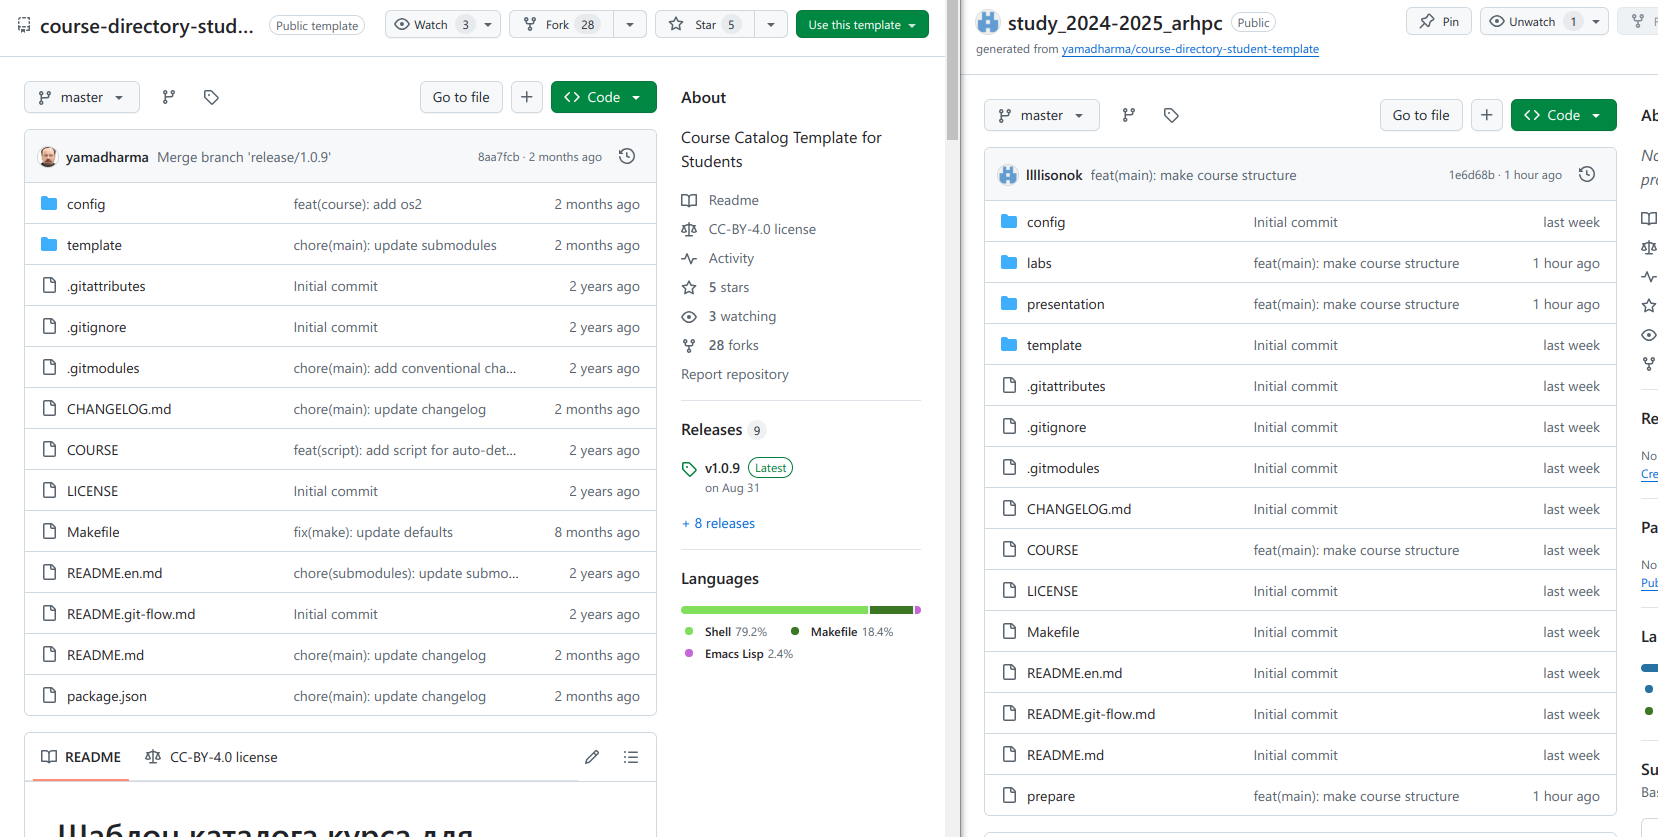 course-directory-stud...
Public template
Watch 3
Fork 28
Star 5
Use this template
master
Go to file
Code
yamadharma Merge branch 'release/1.0.9' 8aa7fcb · 2 months ago
config feat(course): add os2 2 months ago
template chore(main): update submodules 2 months ago
.gitattributes Initial commit 2 years ago
.gitignore Initial commit 2 years ago
.gitmodules chore(main): add conventional cha... 2 years ago
CHANGELOG.md chore(main): update changelog 2 months ago
COURSE feat(script): add script for auto-det... 2 years ago
LICENSE Initial commit 2 years ago
Makefile fix(make): update defaults 8 months ago
README.en.md chore(submodules): update submo... 2 years ago
README.git-flow.md Initial commit 2 years ago
README.md chore(main): update changelog 2 months ago
package.json chore(main): update changelog 2 months ago
README
CC-BY-4.0 license
Шаблон каталога курса для
About
Course Catalog Template for
Students
Readme
CC-BY-4.0 license
Activity
5 stars
3 watching
28 forks
Report repository
Releases 9
v1.0.9 Latest
on Aug 31
+ 8 releases
Languages
Shell 79.2% Makefile 18.4%
Emacs Lisp 2.4%
study_2024-2025_arhpc
Public
Pin
Unwatch 1
generated from yamadharma/course-directory-student-template
master
Go to file
Code
llllisonok feat(main): make course structure 1e6d68b · 1 hour ago
config Initial commit last week
labs feat(main): make course structure 1 hour ago
presentation feat(main): make course structure 1 hour ago
template Initial commit last week
.gitattributes Initial commit last week
.gitignore Initial commit last week
.gitmodules Initial commit last week
CHANGELOG.md Initial commit last week
COURSE feat(main): make course structure last week
LICENSE Initial commit last week
Makefile Initial commit last week
README.en.md Initial commit last week
README.git-flow.md Initial commit last week
README.md Initial commit last week
prepare feat(main): make course structure 1 hour ago